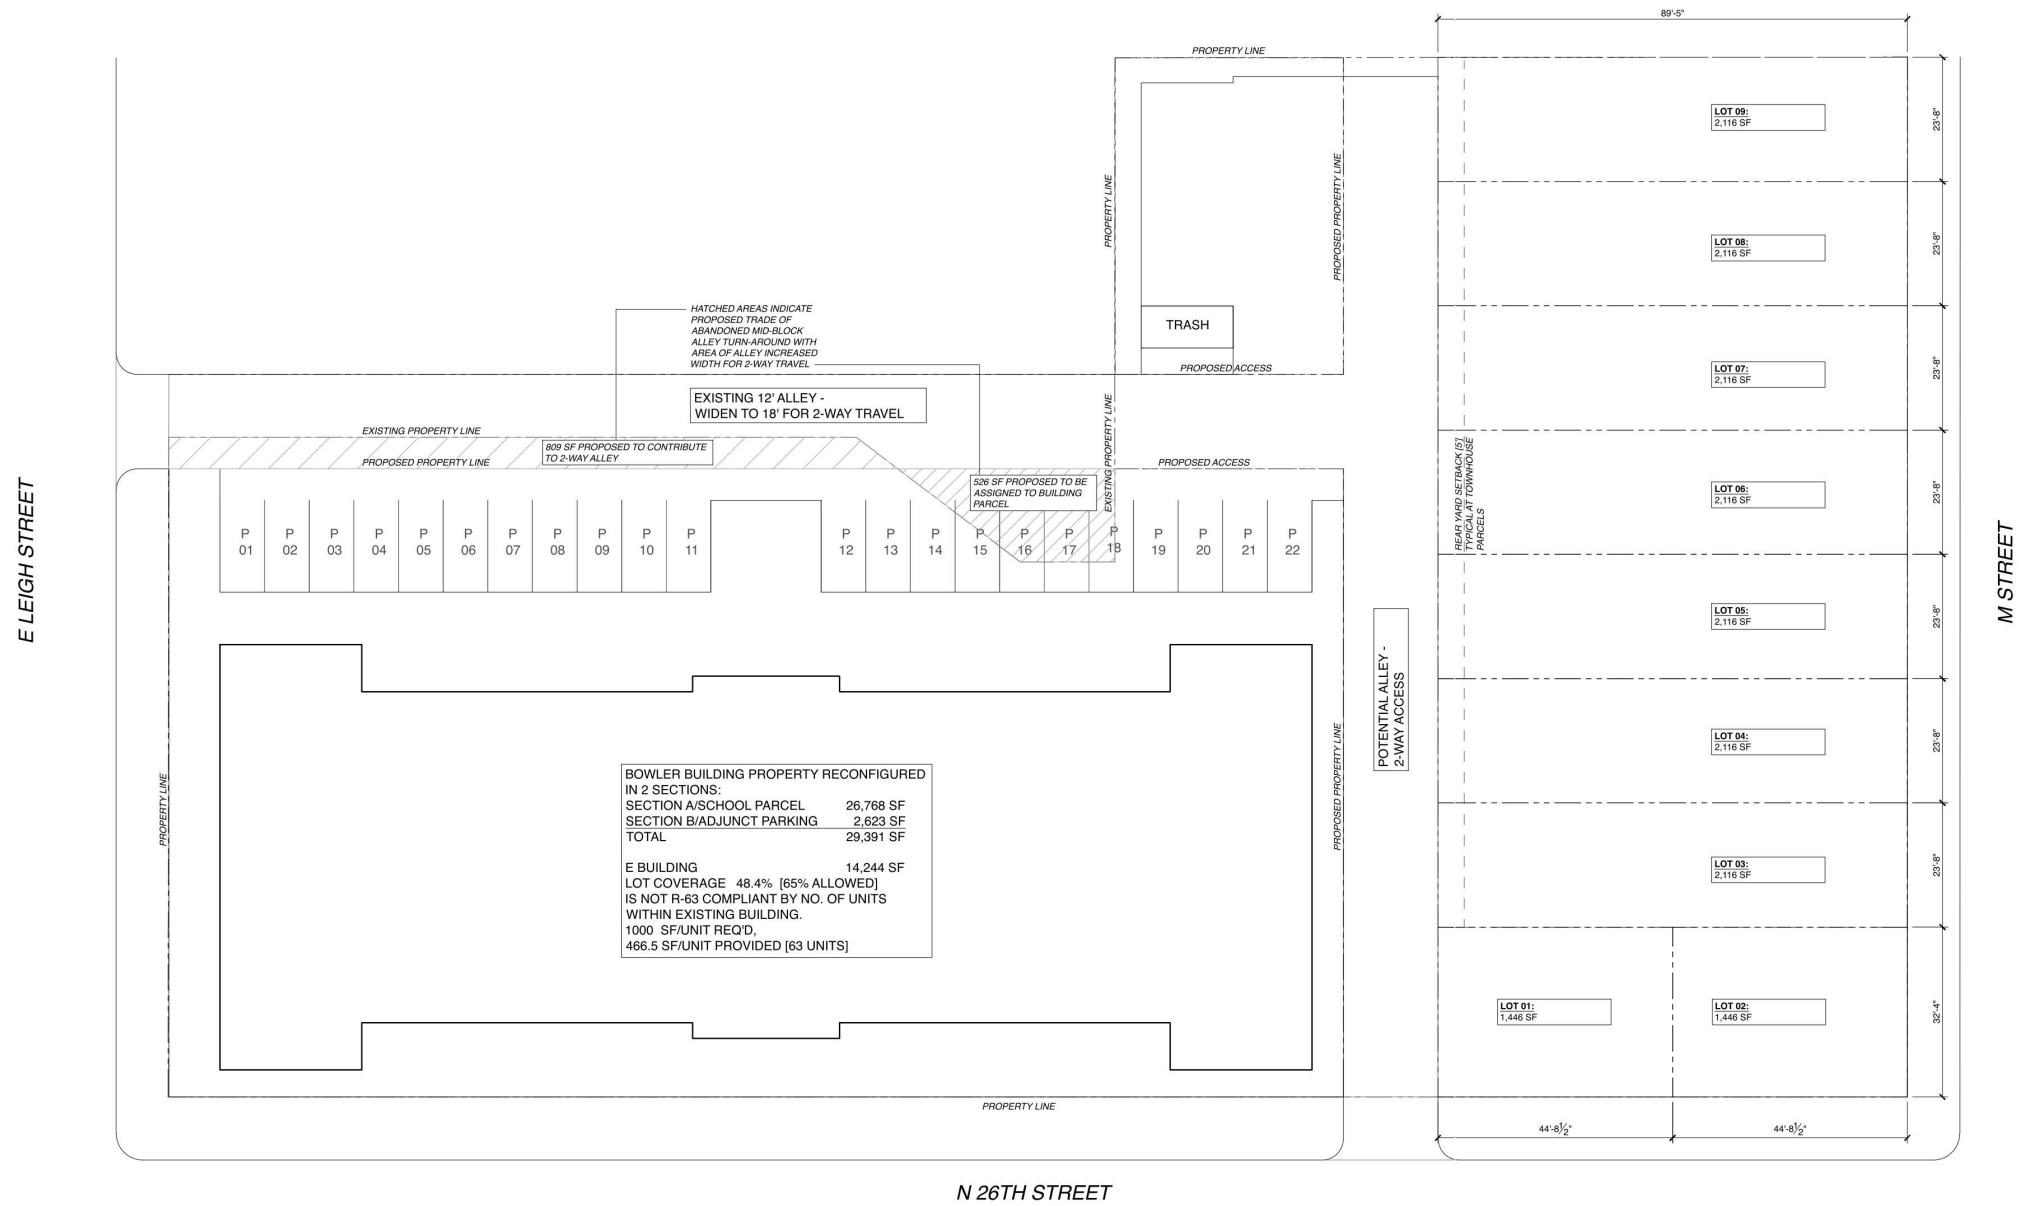 89'-5"
PROPERTY LINE
LOT 09:
2,116 SF
23'-8"
PROPERTY LINE
PROPOSED PROPERTY LINE
LOT 08:
2,116 SF
23'-8"
HATCHED AREAS INDICATE
PROPOSED TRADE OF
ABANDONED MID-BLOCK
ALLEY TURN-AROUND WITH
AREA OF ALLEY INCREASED
WIDTH FOR 2-WAY TRAVEL
TRASH
PROPOSED ACCESS
LOT 07:
2,116 SF
23'-8"
EXISTING 12' ALLEY -
WIDEN TO 18' FOR 2-WAY TRAVEL
EXISTING PROPERTY LINE
809 SF PROPOSED TO CONTRIBUTE
TO 2-WAY ALLEY
PROPOSED PROPERTY LINE
EXISTING PROPERTY LINE
PROPOSED ACCESS
526 SF PROPOSED TO BE
ASSIGNED TO BUILDING
PARCEL
REAR YARD SETBACK [5']
TYPICAL AT TOWNHOUSE
PARCELS
LOT 06:
2,116 SF
23'-8"
E LEIGH STREET
M STREET
P P P P P P P P P P P P P P P P P P P P P P
01 02 03 04 05 06 07 08 09 10 11 12 13 14 15 16 17 18 19 20 21 22
LOT 05:
2,116 SF
23'-8"
POTENTIAL ALLEY -
2-WAY ACCESS
LOT 04:
2,116 SF
23'-8"
PROPERTY LINE
BOWLER BUILDING PROPERTY RECONFIGURED
IN 2 SECTIONS:
SECTION A/SCHOOL PARCEL 26,768 SF
SECTION B/ADJUNCT PARKING 2,623 SF
TOTAL 29,391 SF
E BUILDING 14,244 SF
LOT COVERAGE 48.4% [65% ALLOWED]
IS NOT R-63 COMPLIANT BY NO. OF UNITS
WITHIN EXISTING BUILDING.
1000 SF/UNIT REQ'D,
466.5 SF/UNIT PROVIDED [63 UNITS]
PROPOSED PROPERTY LINE
LOT 03:
2,116 SF
23'-8"
LOT 01:
1,446 SF
LOT 02:
1,446 SF
32'-4"
PROPERTY LINE
44'-8½"
44'-8½"
N 26TH STREET